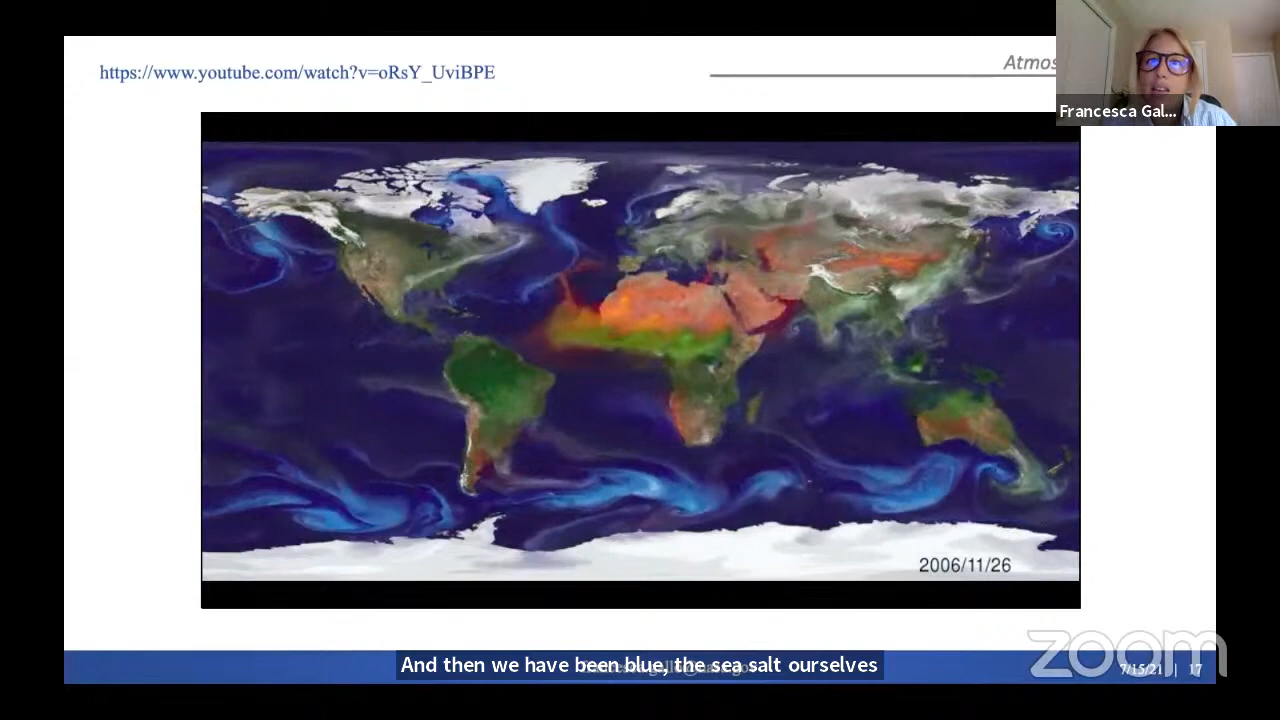 https://www.youtube.com/watch?v=oRsY_UviBPE
Atmos
Francesca Gal...
2006/11/26
And then we have been blue, the sea salt ourselves
zoom
7/15/21 | 17